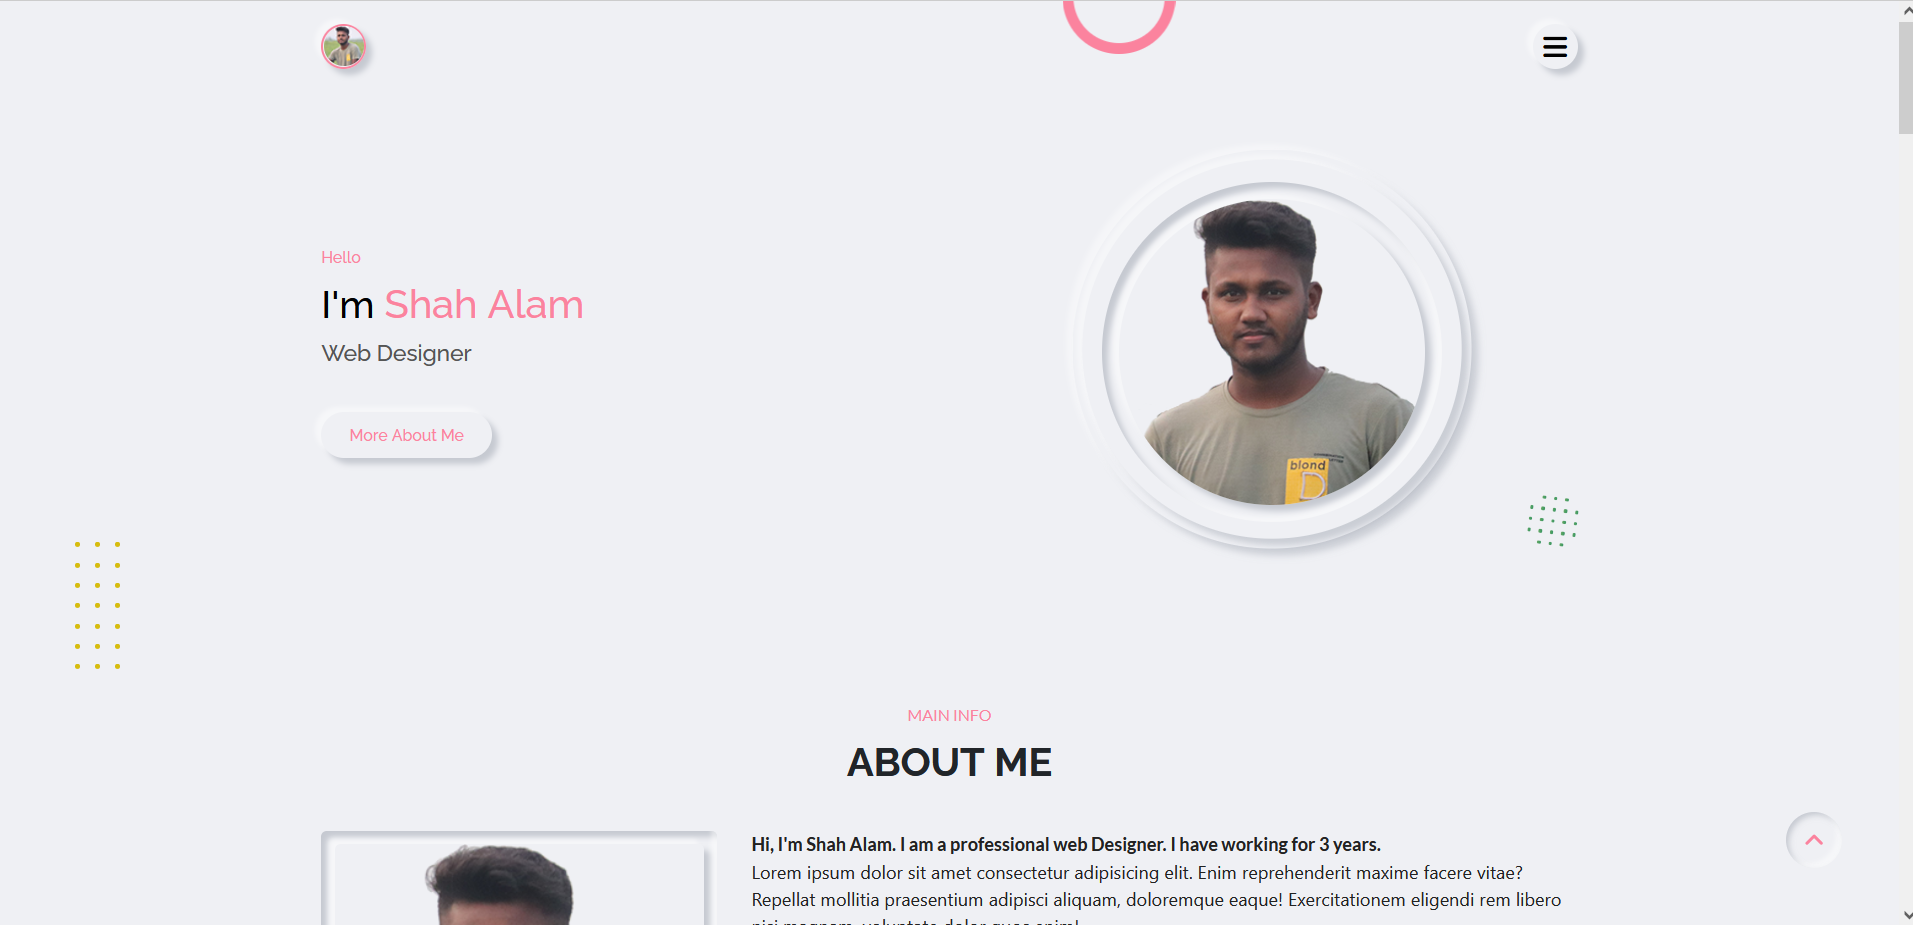 Hello
I'm Shah Alam
Web Designer
More About Me
blond
D
MAIN INFO
ABOUT ME
Hi, I'm Shah Alam. I am a professional web Designer. I have working for 3 years.
Lorem ipsum dolor sit amet consectetur adipisicing elit. Enim reprehenderit maxime facere vitae?
Repellat mollitia praesentium adipisci aliquam, doloremque eaque! Exercitationem eligendi rem libero